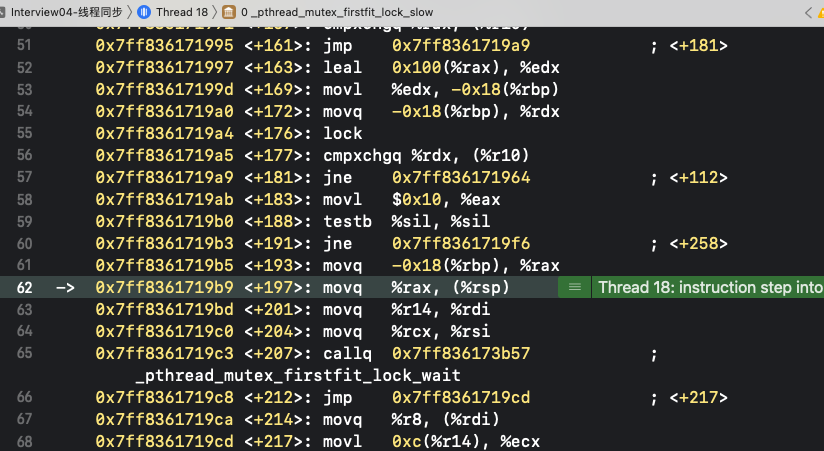 Interview04-线程同步 〉 Thread 18 〉 0 _pthread_mutex_firstfit_lock_slow
51 0x7ff836171995 <+161>: jmp 0x7ff8361719a9 ; <+181>
52 0x7ff836171997 <+163>: leal 0x100(%rax), %edx
53 0x7ff83617199d <+169>: movl %edx, -0x18(%rbp)
54 0x7ff8361719a0 <+172>: movq -0x18(%rbp), %rdx
55 0x7ff8361719a4 <+176>: lock
56 0x7ff8361719a5 <+177>: cmpxchgq %rdx, (%r10)
57 0x7ff8361719a9 <+181>: jne 0x7ff836171964 ; <+112>
58 0x7ff8361719ab <+183>: movl $0x10, %eax
59 0x7ff8361719b0 <+188>: testb %sil, %sil
60 0x7ff8361719b3 <+191>: jne 0x7ff8361719f6 ; <+258>
61 0x7ff8361719b5 <+193>: movq -0x18(%rbp), %rax
62 -> 0x7ff8361719b9 <+197>: movq %rax, (%rsp) Thread 18: instruction step into
63 0x7ff8361719bd <+201>: movq %r14, %rdi
64 0x7ff8361719c0 <+204>: movq %rcx, %rsi
65 0x7ff8361719c3 <+207>: callq 0x7ff836173b57 ;
_pthread_mutex_firstfit_lock_wait
66 0x7ff8361719c8 <+212>: jmp 0x7ff8361719cd ; <+217>
67 0x7ff8361719ca <+214>: movq %r8, (%rdi)
68 0x7ff8361719cd <+217>: movl 0xc(%r14), %ecx